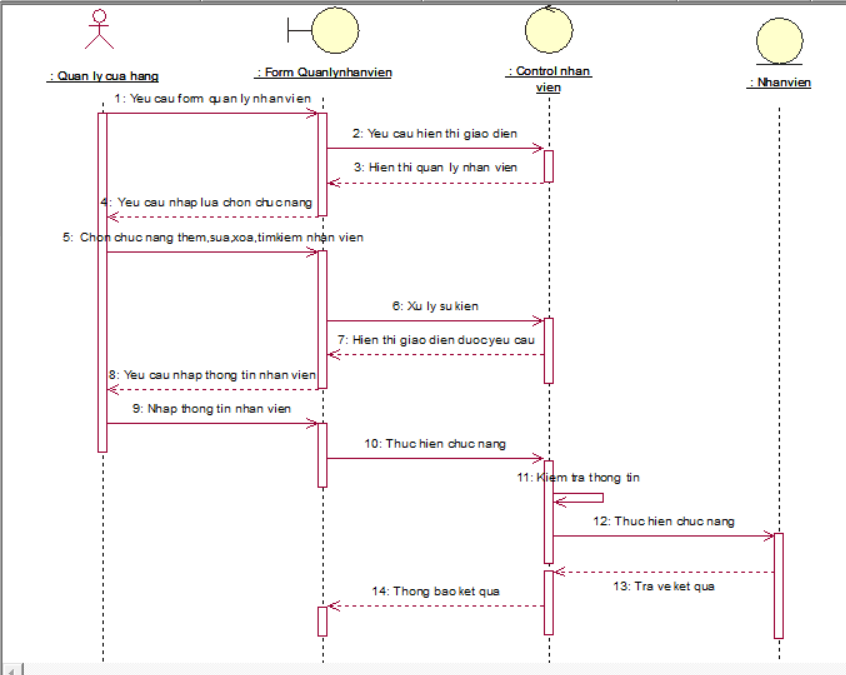 : Quan ly cua hang
: Form Quanlynhanvien
: Control nhan
vien
: Nhanvien
1: Yeu cau form quan ly nhanvien
2: Yeu cau hien thi giao dien
3: Hien thi quan ly nhan vien
4: Yeu cau nhap lua chon chuc nang
5: Chon chuc nang them,sua,xoa,timkiem nhan vien
6: Xu ly su kien
7: Hien thi giao dien duoc yeu cau
8: Yeu cau nhap thong tin nhan vien
9: Nhap thong tin nhan vien
10: Thuc hien chuc nang
11: Kiem tra thong tin
12: Thuc hien chuc nang
13: Tra ve ket qua
14: Thong bao ket qua